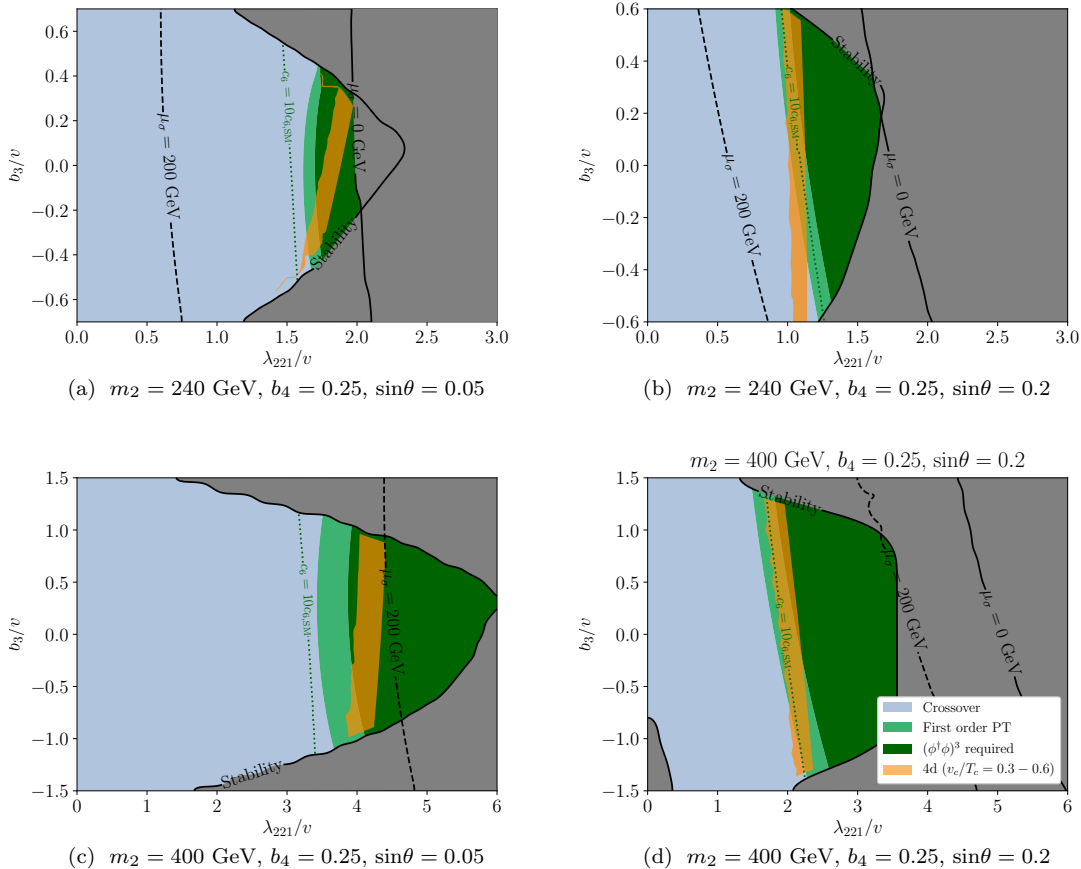 0.6
0.4
0.2
0.0
−0.2
−0.4
−0.6
b₃/v
0.0 0.5 1.0 1.5 2.0 2.5 3.0
λ₂₂₁/v
μ_σ = 200 GeV
c₆ = 10c₆,SM
μ_σ = 0 GeV
Stability
(a) m₂ = 240 GeV, b₄ = 0.25, sinθ = 0.05
0.6
0.4
0.2
0.0
−0.2
−0.4
−0.6
b₃/v
0.0 0.5 1.0 1.5 2.0 2.5 3.0
λ₂₂₁/v
μ_σ = 200 GeV
c₆ = 10c₆,SM
Stability
μ_σ = 0 GeV
(b) m₂ = 240 GeV, b₄ = 0.25, sinθ = 0.2
1.5
1.0
0.5
0.0
−0.5
−1.0
−1.5
b₃/v
0 1 2 3 4 5 6
λ₂₂₁/v
c₆ = 10c₆,SM
μ_σ = 200 GeV
Stability
(c) m₂ = 400 GeV, b₄ = 0.25, sinθ = 0.05
m₂ = 400 GeV, b₄ = 0.25, sinθ = 0.2
1.5
1.0
0.5
0.0
−0.5
−1.0
−1.5
b₃/v
0 1 2 3 4 5 6
λ₂₂₁/v
Stability
c₆ = 10c₆,SM
μ_σ = 200 GeV
μ_σ = 0 GeV
Crossover
First order PT
(ϕ†ϕ)³ required
4d (v_c/T_c = 0.3 − 0.6)
(d) m₂ = 400 GeV, b₄ = 0.25, sinθ = 0.2